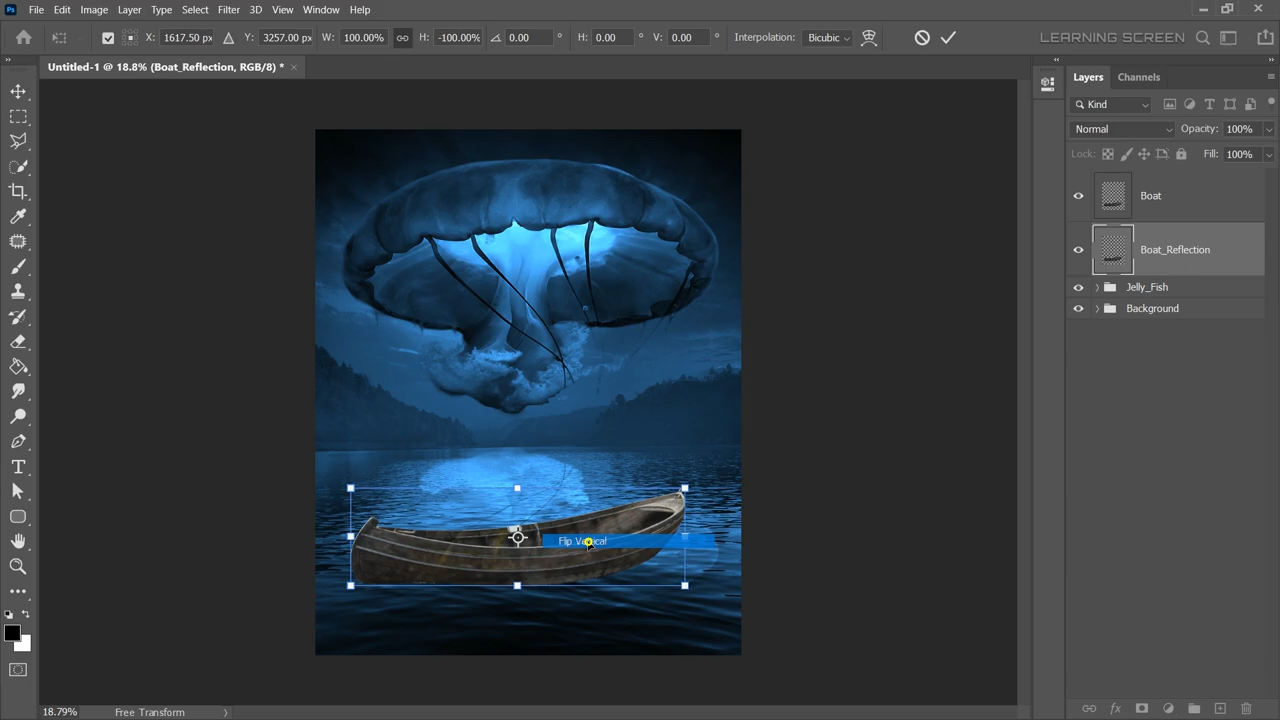 Ps File Edit Image Layer Type Select Filter 3D View Window Help
X: 1617.50 px Y: 3257.00 px W: 100.00% H: -100.00% 0.00 ° H: 0.00 ° V: 0.00 ° Interpolation: Bicubic LEARNING SCREEN
Untitled-1 @ 18.8% (Boat_Reflection, RGB/8) * ×
Layers Channels
Kind
Normal Opacity: 100%
Lock: Fill: 100%
Boat
Boat_Reflection
Jelly_Fish
Background
Flip Vertical
18.79% Free Transform